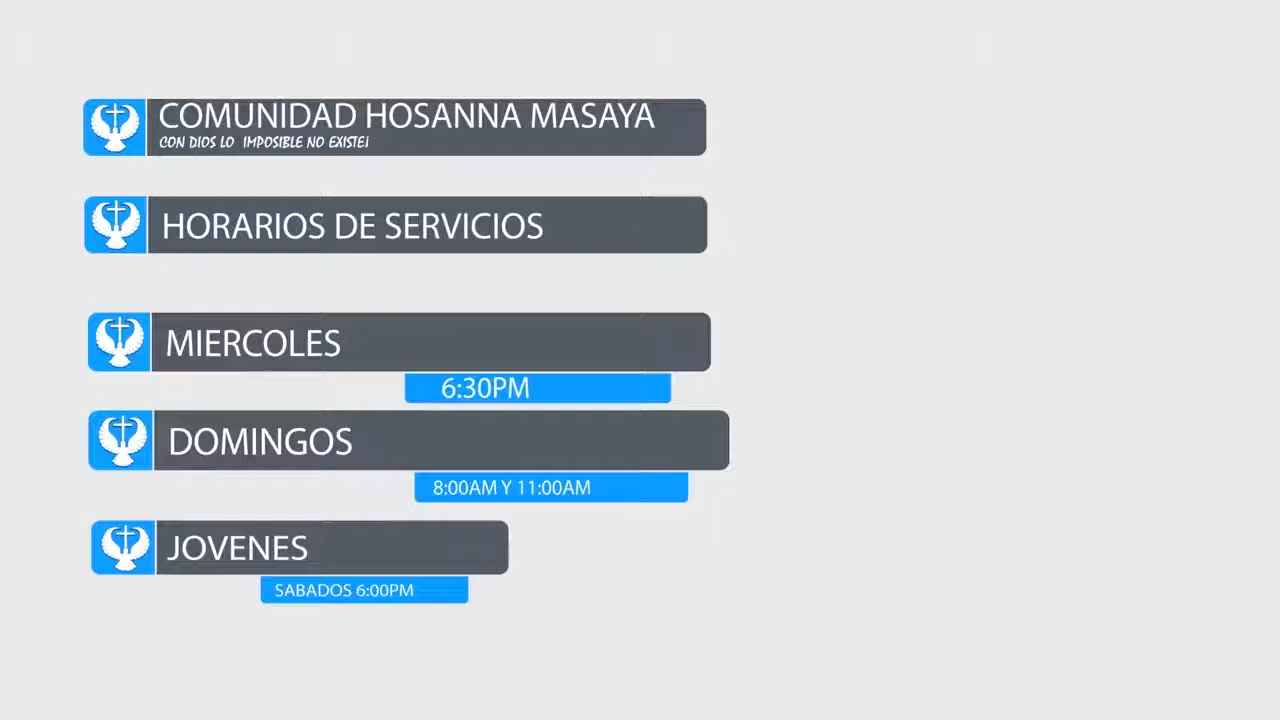 COMUNIDAD HOSANNA MASAYA
CON DIOS LO IMPOSIBLE NO EXISTE!
HORARIOS DE SERVICIOS
MIERCOLES
6:30PM
DOMINGOS
8:00AM Y 11:00AM
JOVENES
SABADOS 6:00PM